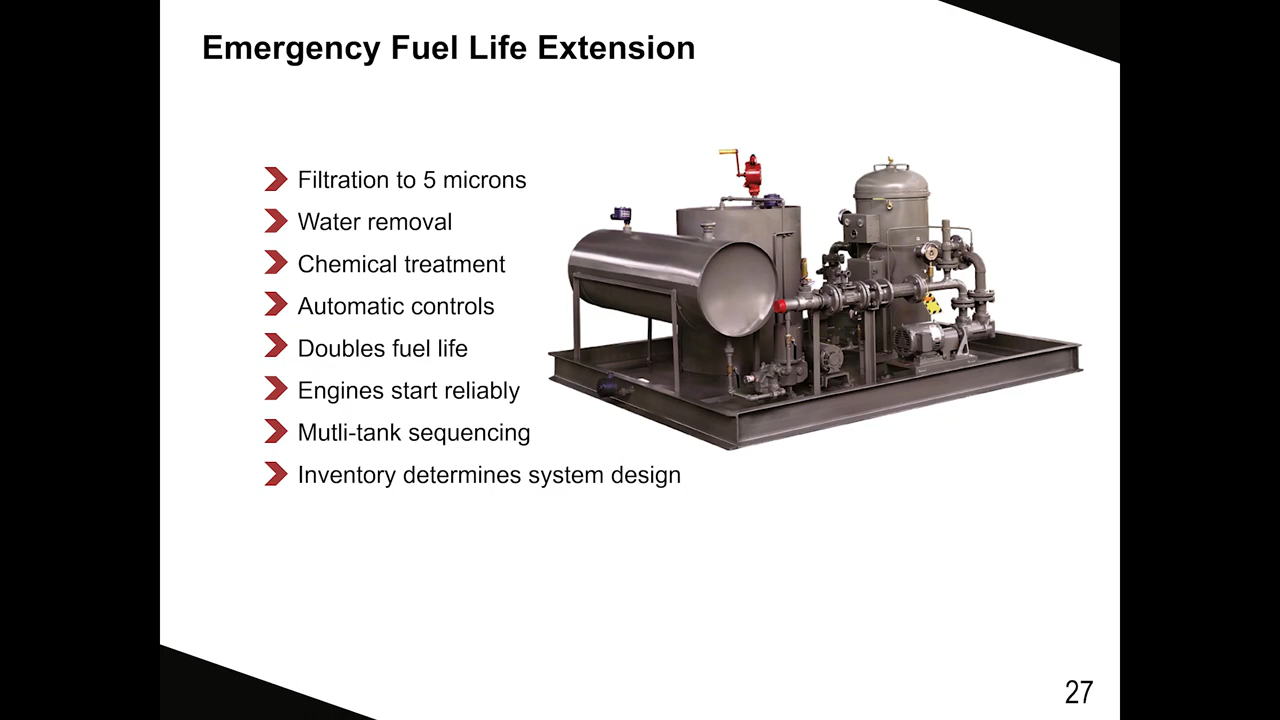 Emergency Fuel Life Extension
Filtration to 5 microns
Water removal
Chemical treatment
Automatic controls
Doubles fuel life
Engines start reliably
Mutli-tank sequencing
Inventory determines system design
27